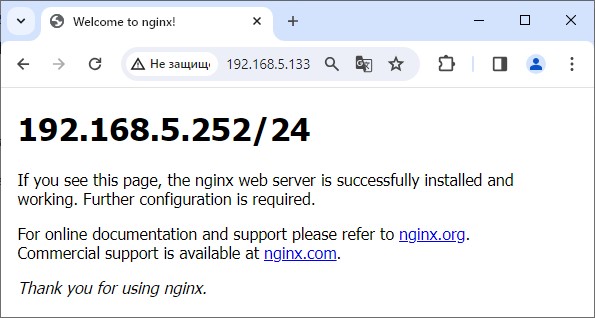 Welcome to nginx!
Не защище
192.168.5.133
192.168.5.252/24
If you see this page, the nginx web server is successfully installed and
working. Further configuration is required.
For online documentation and support please refer to nginx.org.
Commercial support is available at nginx.com.
Thank you for using nginx.